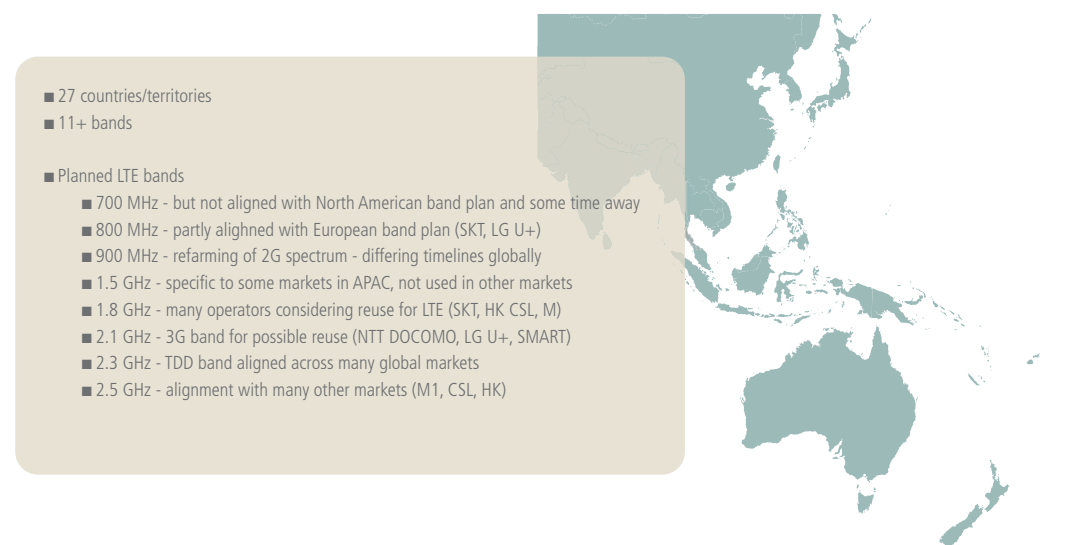 ■ 27 countries/territories
■ 11+ bands
■ Planned LTE bands
■ 700 MHz - but not aligned with North American band plan and some time away
■ 800 MHz - partly alighned with European band plan (SKT, LG U+)
■ 900 MHz - refarming of 2G spectrum - differing timelines globally
■ 1.5 GHz - specific to some markets in APAC, not used in other markets
■ 1.8 GHz - many operators considering reuse for LTE (SKT, HK CSL, M)
■ 2.1 GHz - 3G band for possible reuse (NTT DOCOMO, LG U+, SMART)
■ 2.3 GHz - TDD band aligned across many global markets
■ 2.5 GHz - alignment with many other markets (M1, CSL, HK)